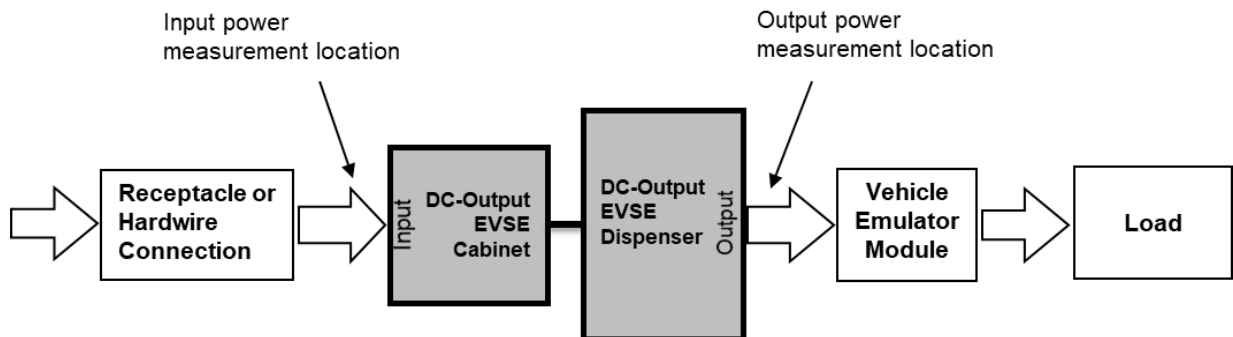 Input power
measurement location
Output power
measurement location
Receptacle or
Hardwire
Connection
Input
DC-Output
EVSE
Cabinet
DC-Output
EVSE
Dispenser
Output
Vehicle
Emulator
Module
Load